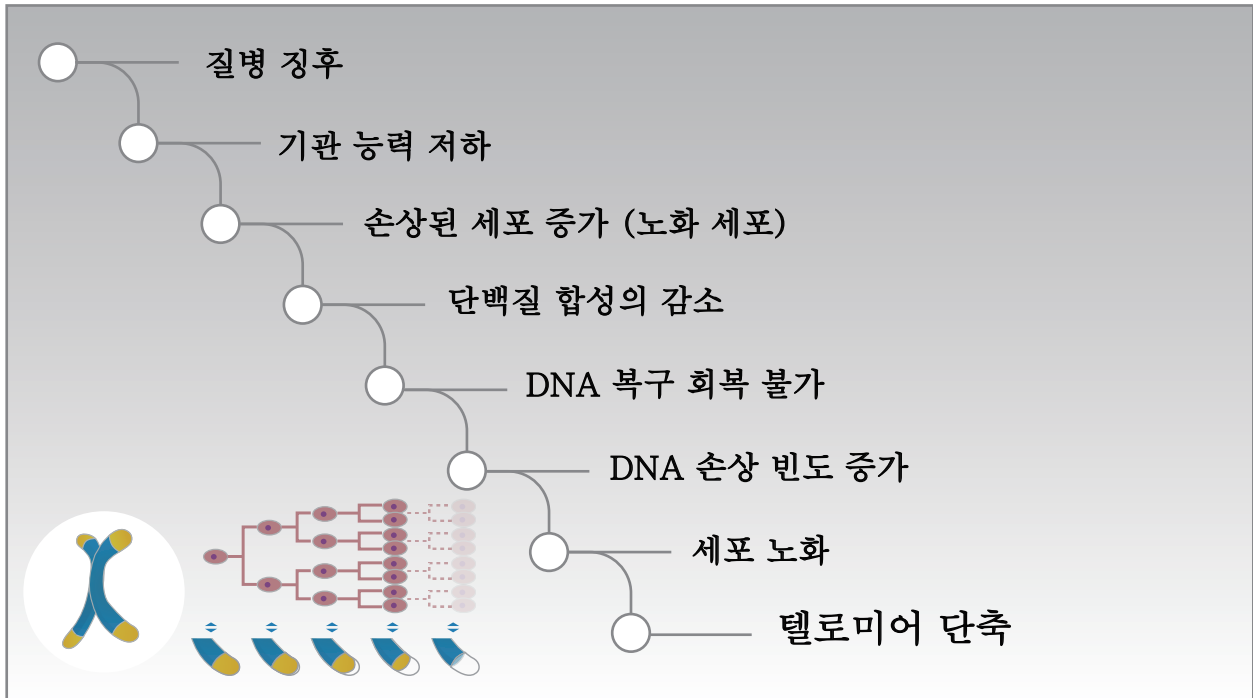 질병 징후
기관 능력 저하
손상된 세포 증가 (노화 세포)
단백질 합성의 감소
DNA 복구 회복 불가
DNA 손상 빈도 증가
세포 노화
텔로미어 단축